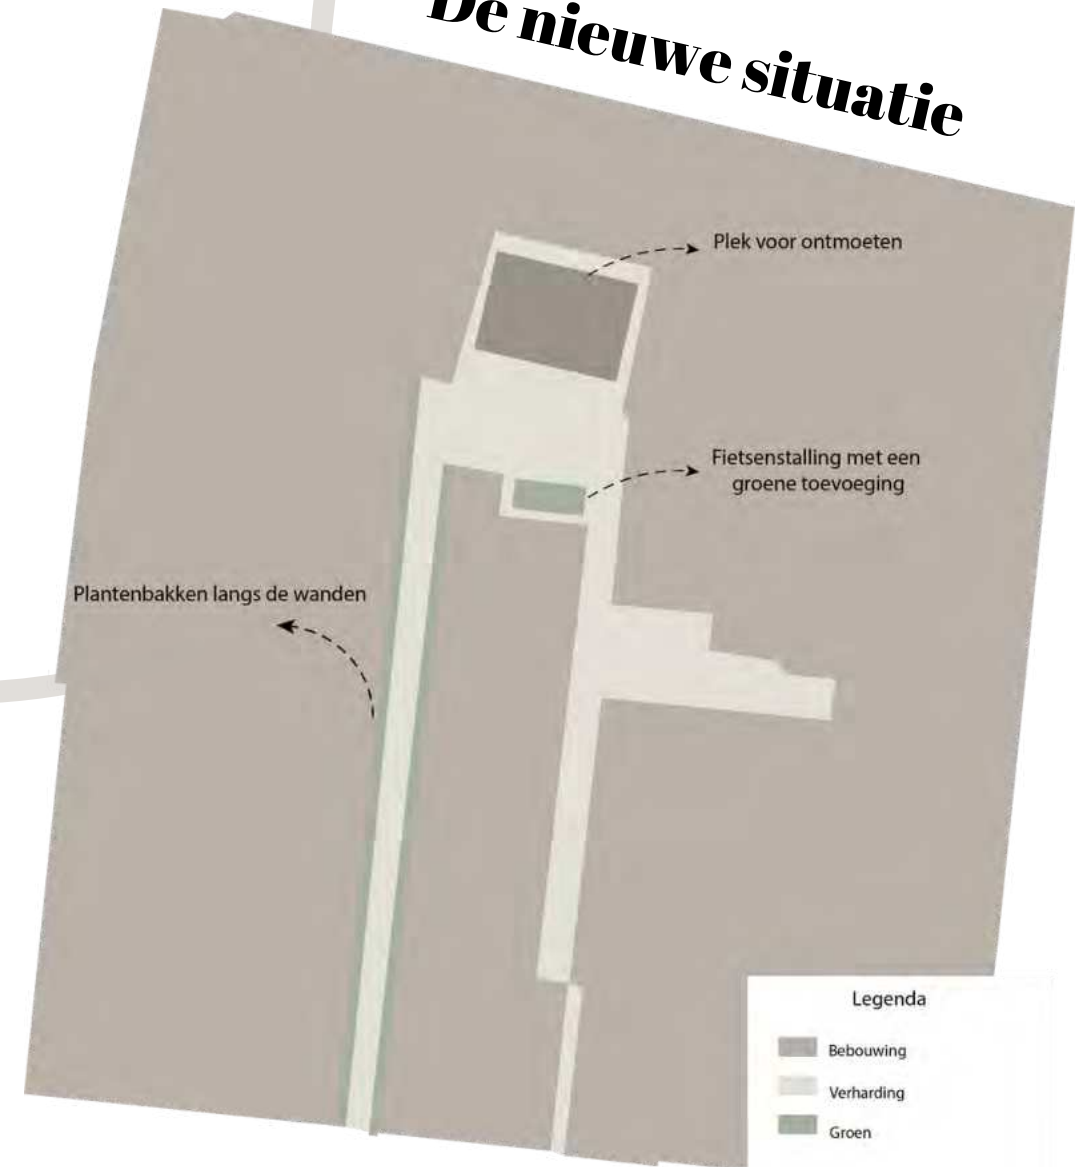 De nieuwe situatie
Plek voor ontmoeten
Fietsenstalling met een
groene toevoeging
Plantenbakken langs de wanden
Legenda
Bebouwing
Verharding
Groen